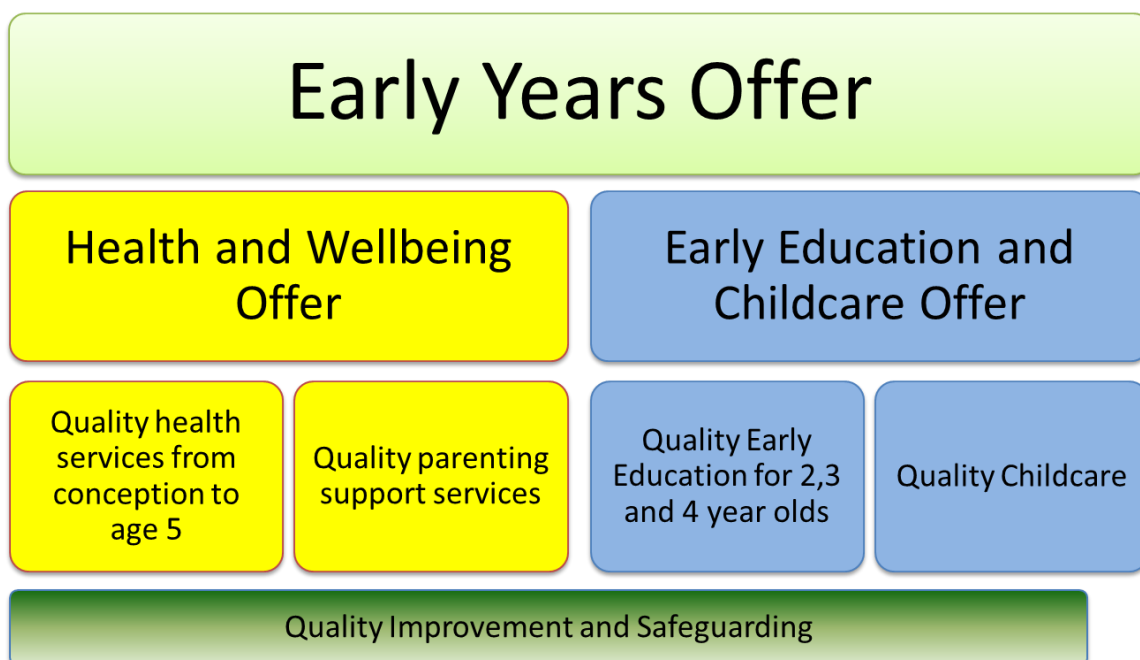 Early Years Offer
Health and Wellbeing
Offer
Early Education and
Childcare Offer
Quality health
services from
conception to
age 5
Quality parenting
support services
Quality Early
Education for 2,3
and 4 year olds
Quality Childcare
Quality Improvement and Safeguarding